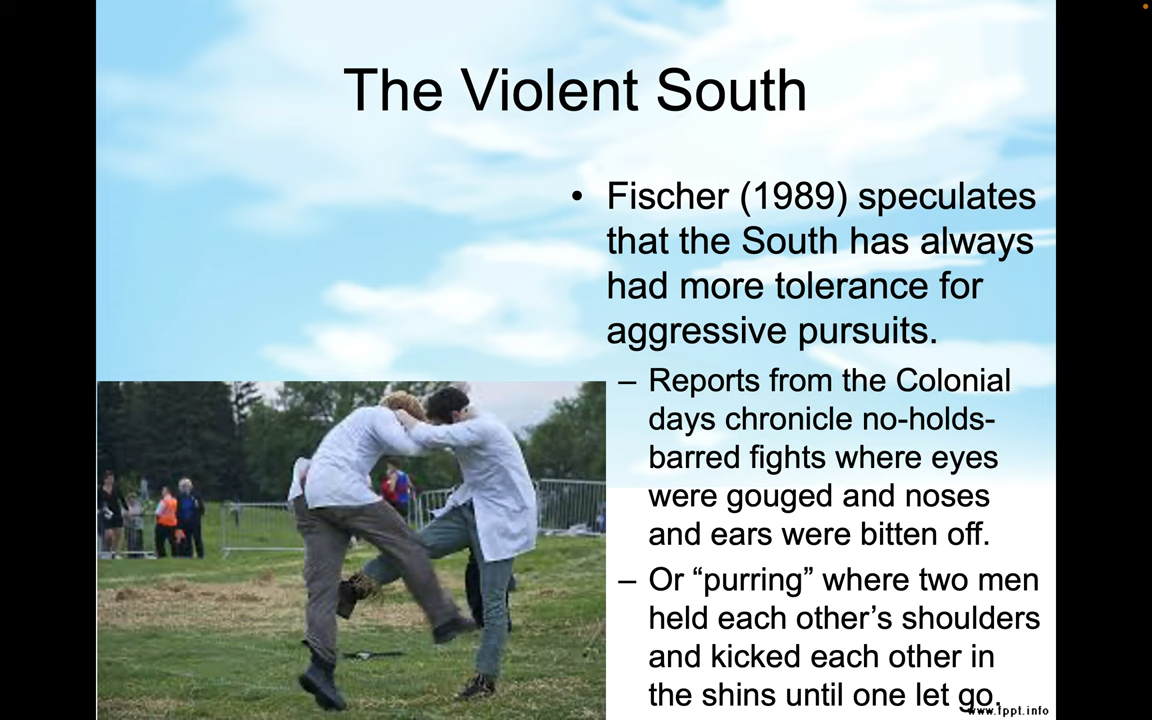 The Violent South
• Fischer (1989) speculates
that the South has always
had more tolerance for
aggressive pursuits.
– Reports from the Colonial
days chronicle no-holds-
barred fights where eyes
were gouged and noses
and ears were bitten off.
– Or “purring” where two men
held each other’s shoulders
and kicked each other in
the shins until one let go.
www.fppt.info